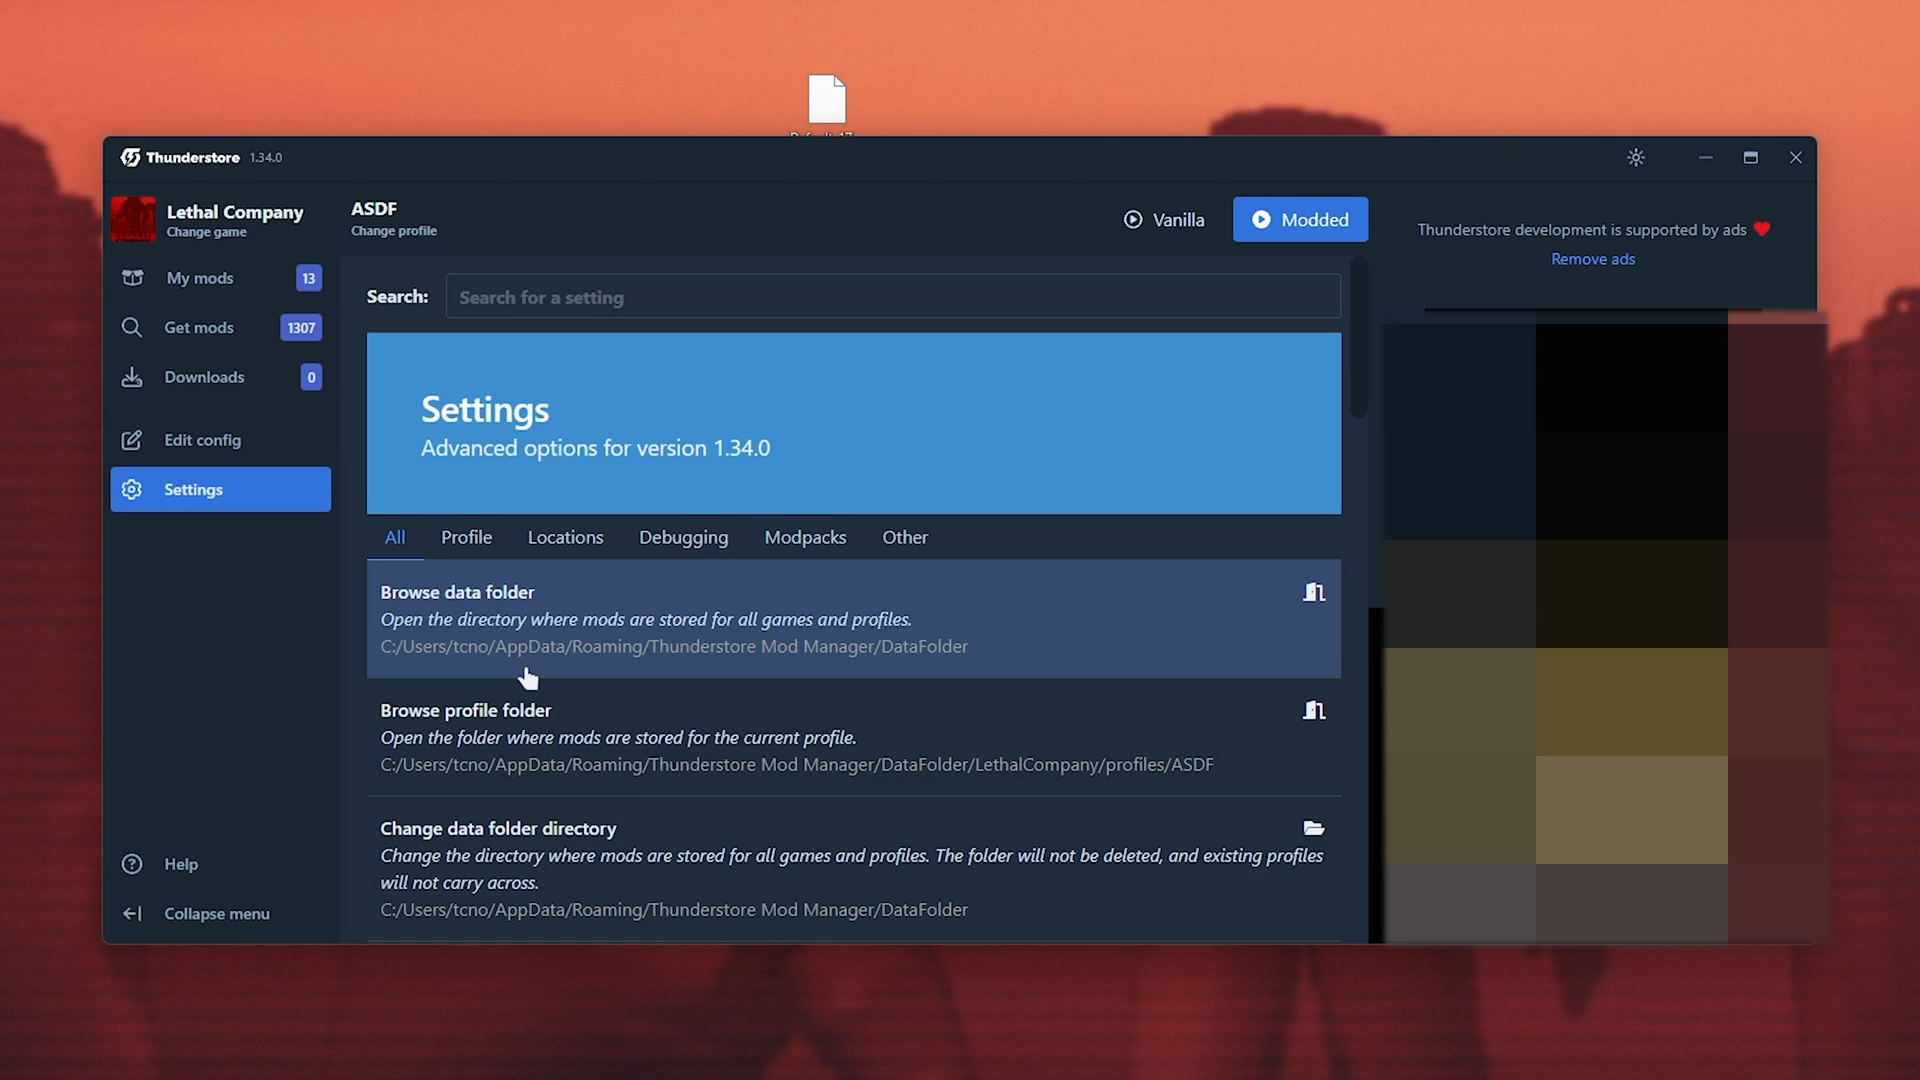 Thunderstore 1.34.0
Lethal Company
Change game
ASDF
Change profile
Vanilla
Modded
Thunderstore development is supported by ads
Remove ads
My mods 13
Get mods 1307
Downloads 0
Edit config
Settings
Help
Collapse menu
Search: Search for a setting
Settings
Advanced options for version 1.34.0
All Profile Locations Debugging Modpacks Other
Browse data folder
Open the directory where mods are stored for all games and profiles.
C:/Users/tcno/AppData/Roaming/Thunderstore Mod Manager/DataFolder
Browse profile folder
Open the folder where mods are stored for the current profile.
C:/Users/tcno/AppData/Roaming/Thunderstore Mod Manager/DataFolder/LethalCompany/profiles/ASDF
Change data folder directory
Change the directory where mods are stored for all games and profiles. The folder will not be deleted, and existing profiles
will not carry across.
C:/Users/tcno/AppData/Roaming/Thunderstore Mod Manager/DataFolder